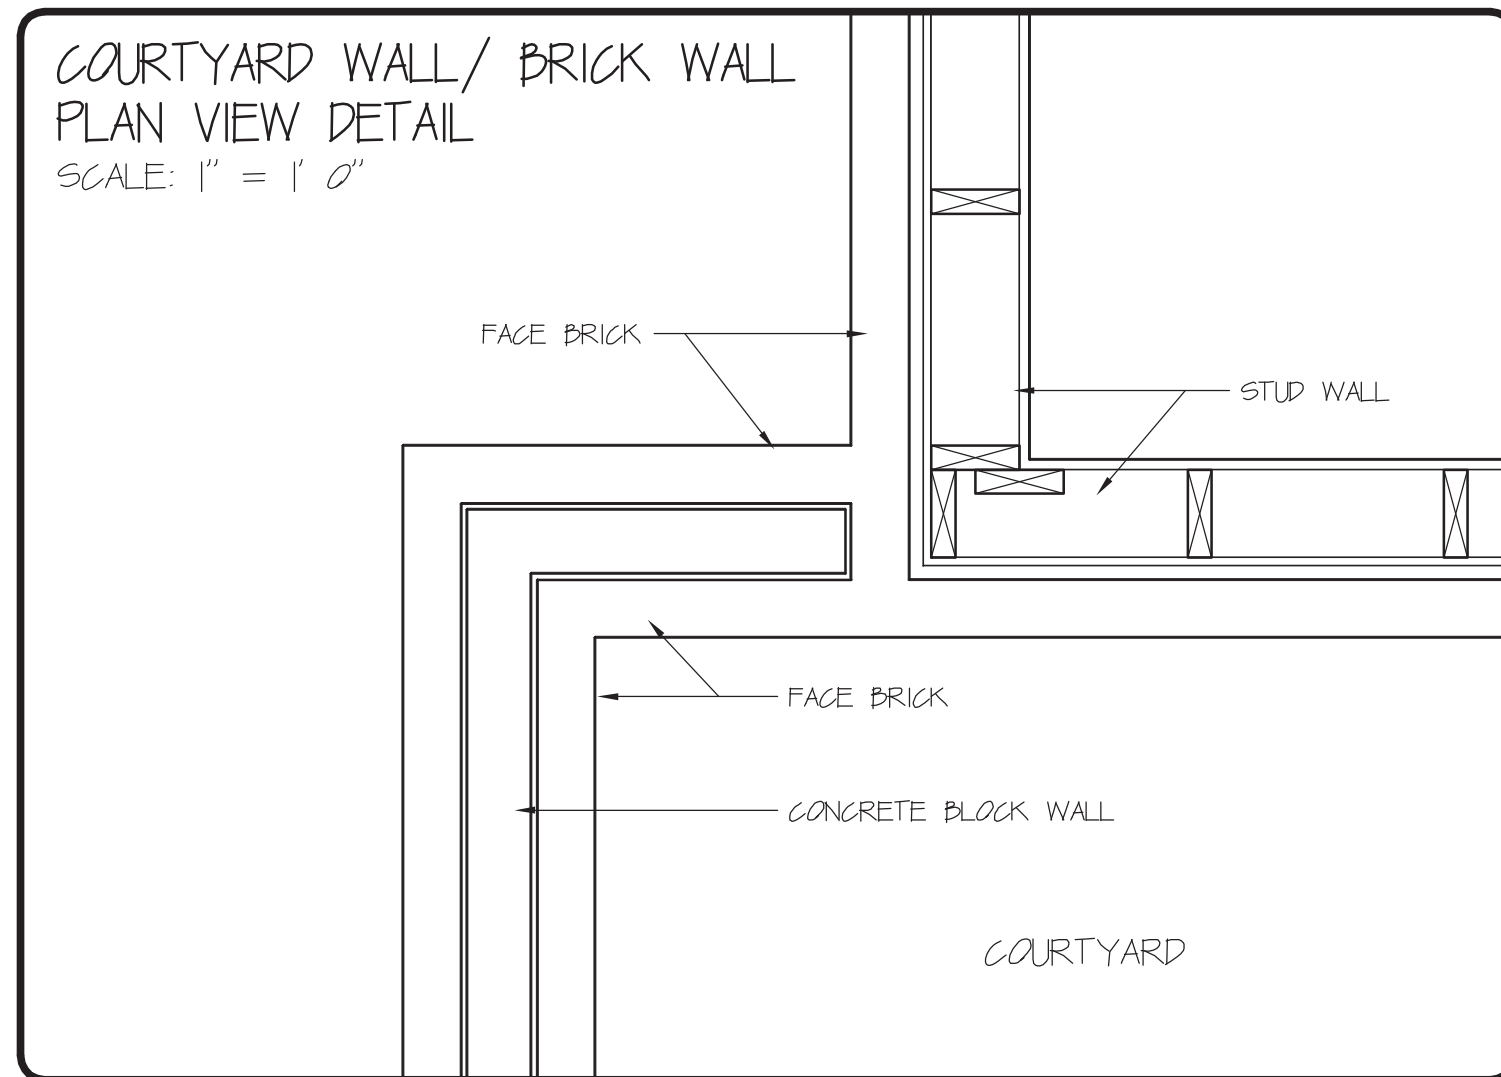 COURTYARD WALL/ BRICK WALL
PLAN VIEW DETAIL
SCALE: 1" = 1' 0"
FACE BRICK
STUD WALL
FACE BRICK
CONCRETE BLOCK WALL
COURTYARD